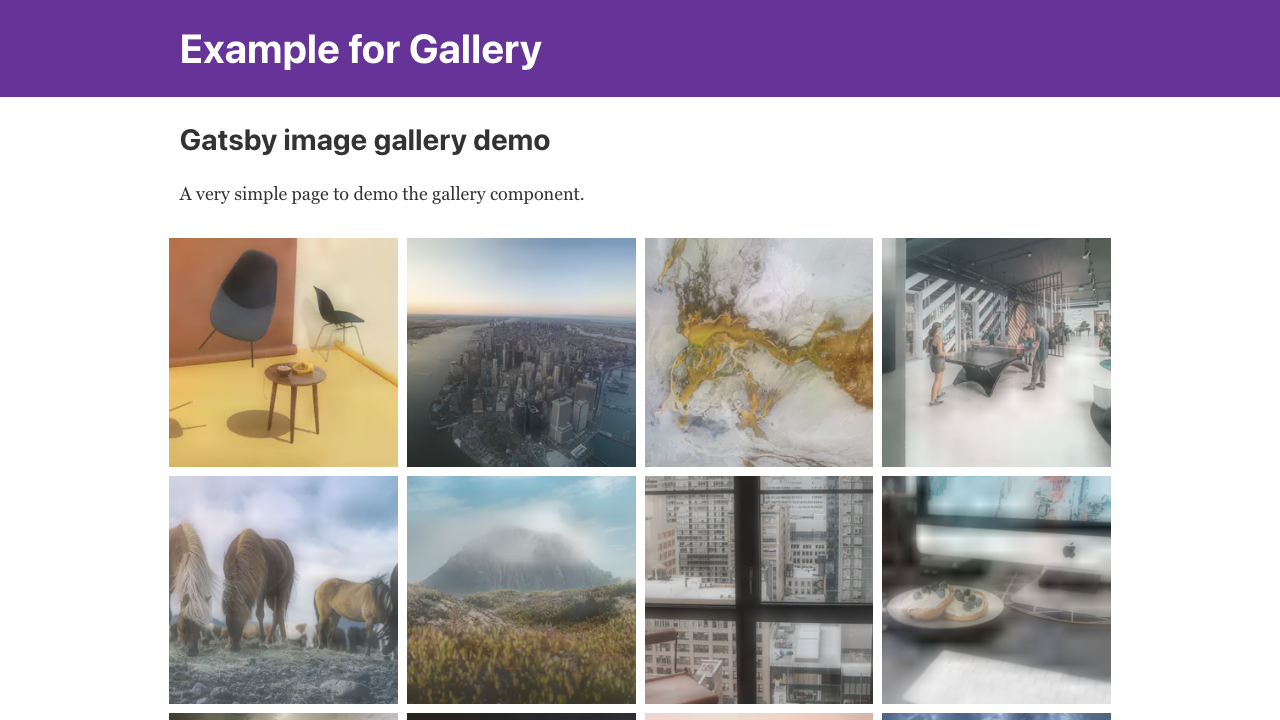 Example for Gallery
Gatsby image gallery demo
A very simple page to demo the gallery component.